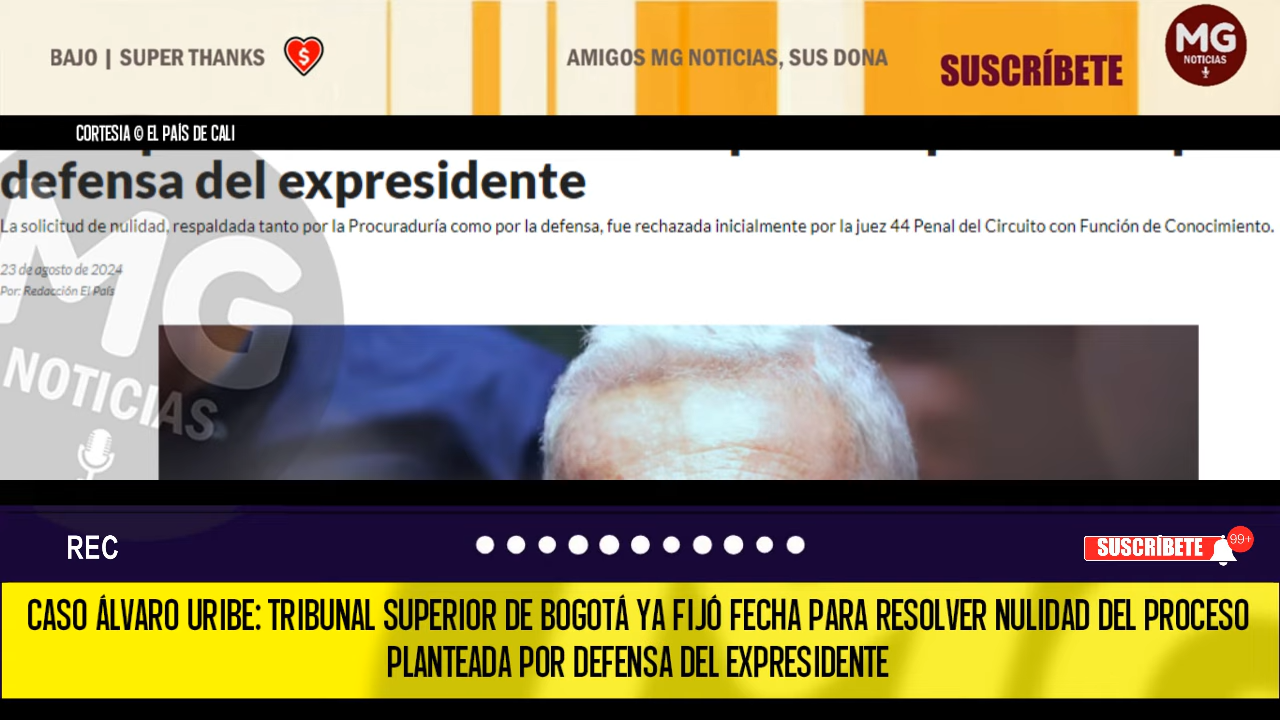 BAJO | SUPER THANKS
AMIGOS MG NOTICIAS, SUS DONA
SUSCRÍBETE
MG
NOTICIAS
CORTESIA © EL PAÍS DE CALI
defensa del expresidente
La solicitud de nulidad, respaldada tanto por la Procuraduría como por la defensa, fue rechazada inicialmente por la juez 44 Penal del Circuito con Función de Conocimiento.
23 de agosto de 2024
Por: Redacción El País
MG
NOTICIAS
REC
SUSCRÍBETE
99+
CASO ÁLVARO URIBE: TRIBUNAL SUPERIOR DE BOGOTÁ YA FIJÓ FECHA PARA RESOLVER NULIDAD DEL PROCESO
PLANTEADA POR DEFENSA DEL EXPRESIDENTE